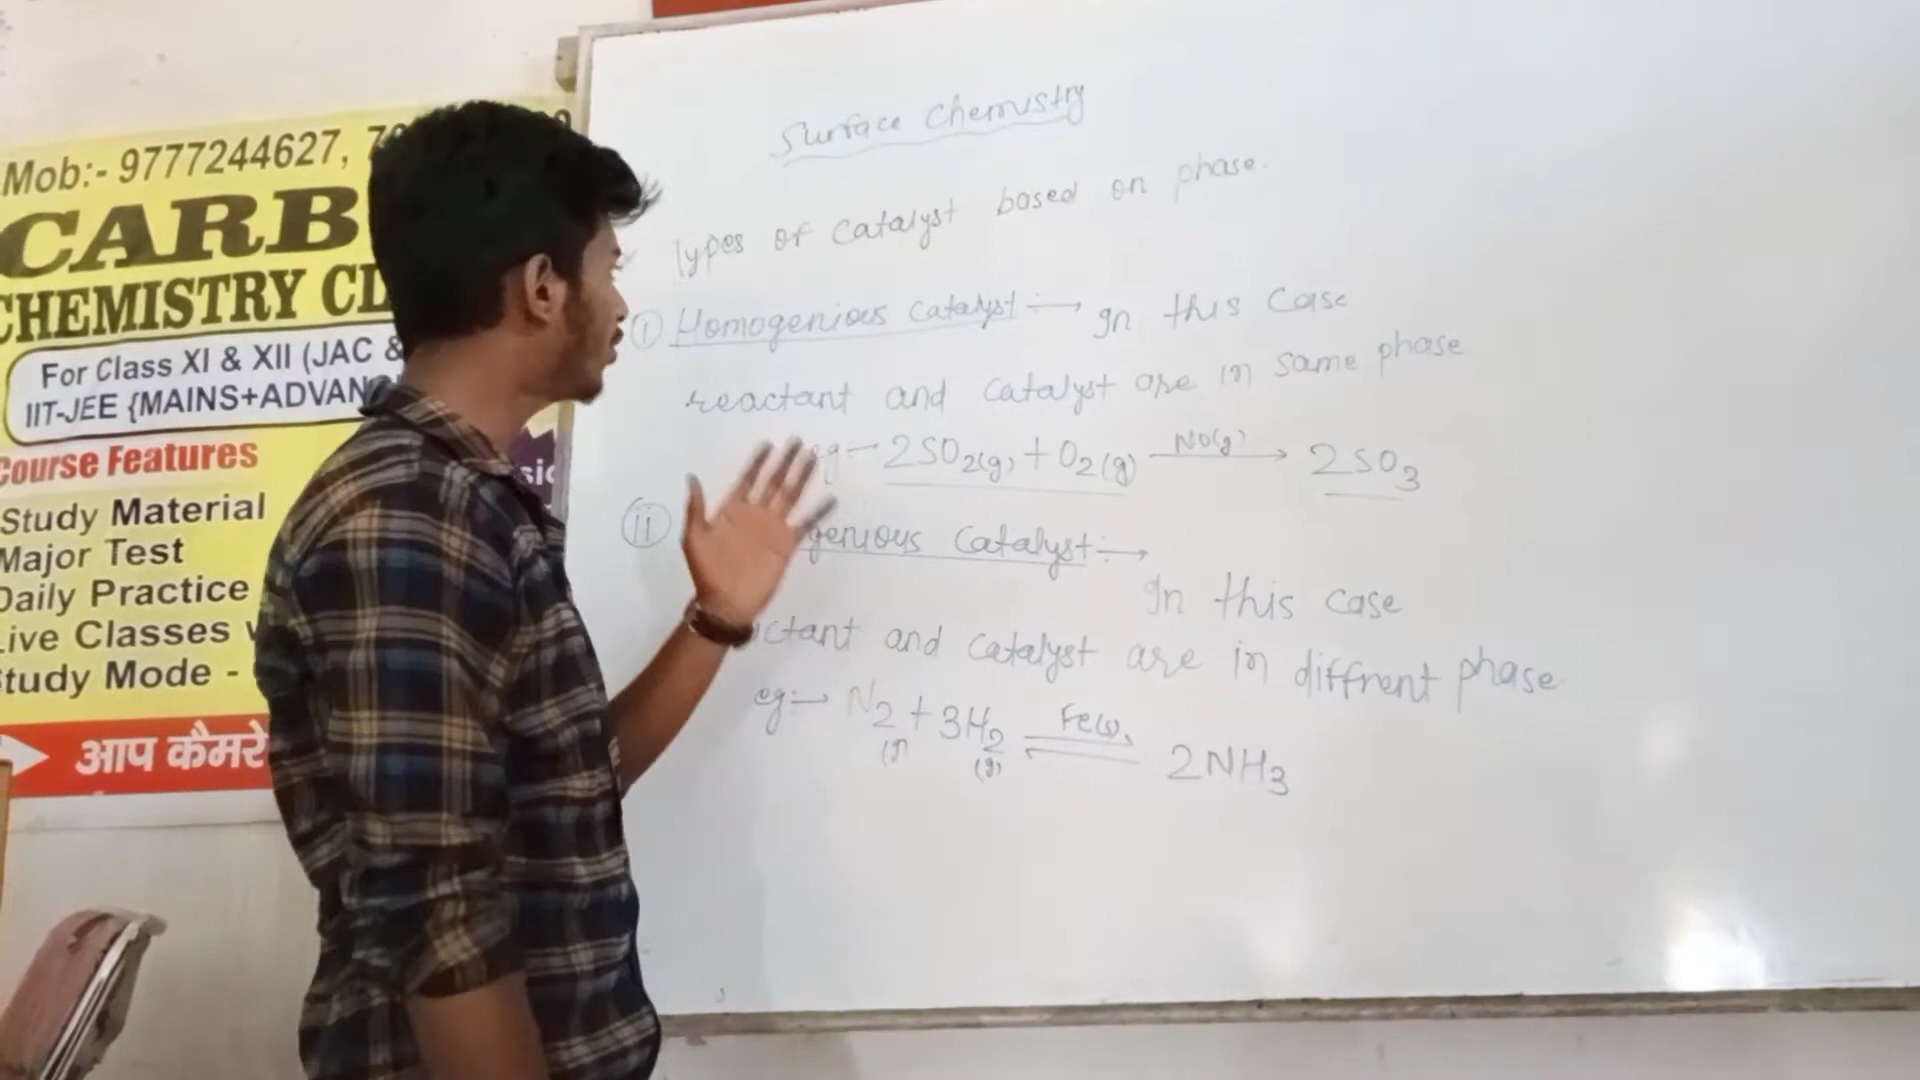 Mob:- 9777244627, 7
CARB
CHEMISTRY CL
For Class XI & XII (JAC &
IIT-JEE {MAINS+ADVAN
Course Features
Study Material
Major Test
Daily Practice
Live Classes
Study Mode -
आप कैमरे
Surface Chemistry
Types of Catalyst based on phase.
(i) Homogenious Catalyst :→ In this Case
reactant and Catalyst are in Same phase
eg→ 2SO2(g) + O2(g) NO(g) → 2SO3
(ii) genious Catalyst :→
In this Case
ctant and Catalyst are in diffrent phase
eg:→ N2(g) + 3H2(g) ⇌ 2NH3